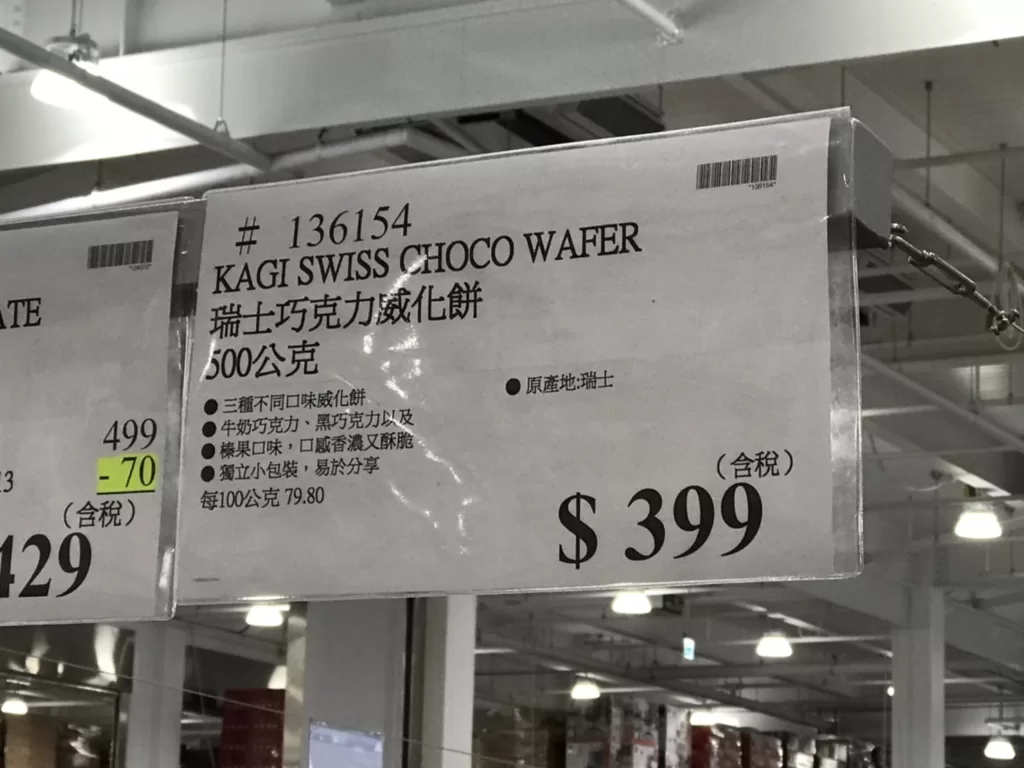 ATE
499
- 70
13
(含稅)
429
*136154*
# 136154
KAGI SWISS CHOCO WAFER
瑞士巧克力威化餅
500公克
● 三種不同口味威化餅
● 牛奶巧克力、黑巧克力以及
● 榛果口味，口感香濃又酥脆
● 獨立小包裝，易於分享
每100公克 79.80
● 原產地:瑞士
(含稅)
$ 399